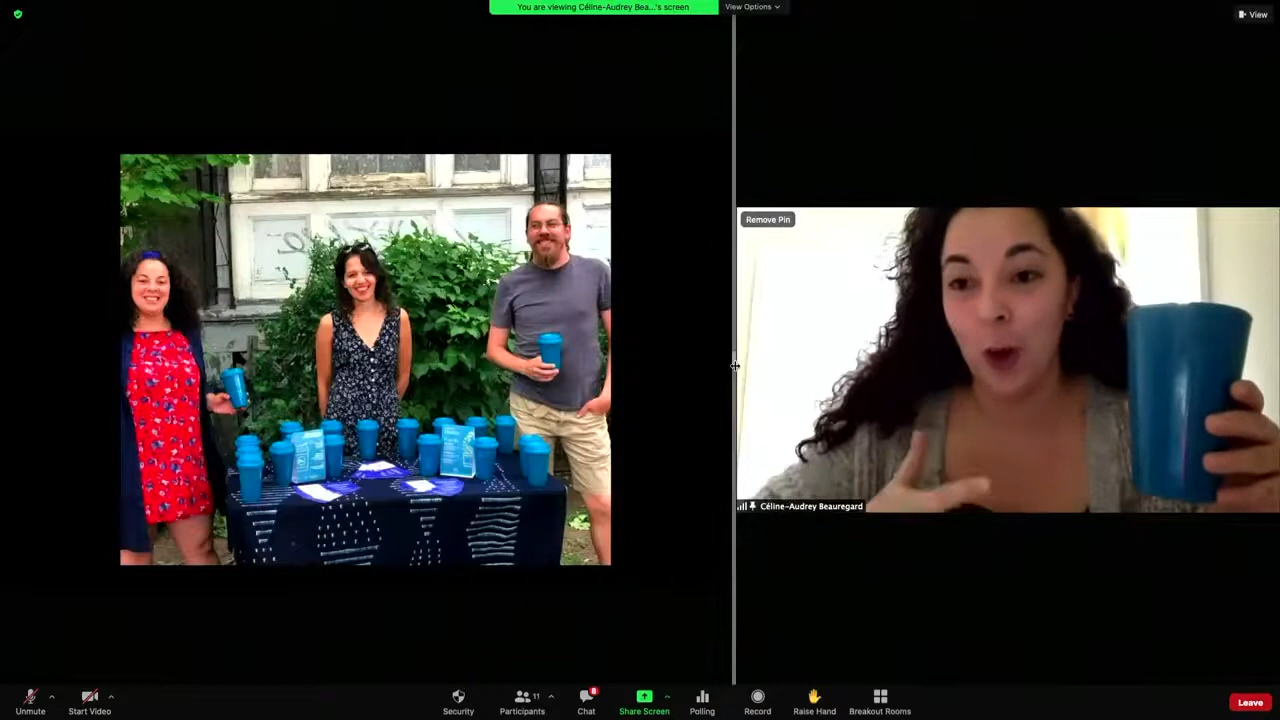 You are viewing Céline-Audrey Bea...'s screen
View Options
View
Remove Pin
Céline-Audrey Beauregard
Unmute
Start Video
Security
Participants
11
Chat
8
Share Screen
Polling
Record
Raise Hand
Breakout Rooms
Leave